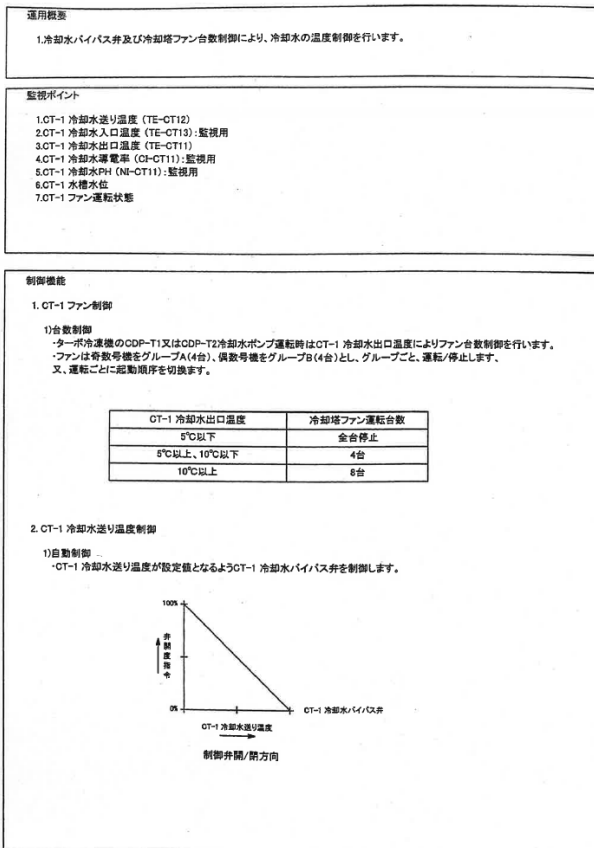 運用概要
1.冷却水バイパス弁及び冷却塔ファン台数制御により、冷却水の温度制御を行います。
監視ポイント
1.CT-1 冷却水送り温度 (TE-CT12)
2.CT-1 冷却水入口温度 (TE-CT13):監視用
3.CT-1 冷却水出口温度 (TE-CT11)
4.CT-1 冷却水導電率 (CI-CT11):監視用
5.CT-1 冷却水PH (NI-CT11):監視用
6.CT-1 水槽水位
7.CT-1 ファン運転状態
制御機能
1. CT-1 ファン制御
1)台数制御
・ターボ冷凍機のCDP-T1又はCDP-T2冷却水ポンプ運転時はCT-1 冷却水出口温度によりファン台数制御を行います。
・ファンは奇数号機をグループA(4台)、偶数号機をグループB(4台)とし、グループごと、運転/停止します、
又、運転ごとに起動順序を切換ます。
CT-1 冷却水出口温度 冷却塔ファン運転台数
5℃以下 全台停止
5℃以上、10℃以下 4台
10℃以上 8台
2. CT-1 冷却水送り温度制御
1)自動制御
・CT-1 冷却水送り温度が設定値となるようCT-1 冷却水バイパス弁を制御します。
100%
弁開度指令
0%
CT-1 冷却水バイパス弁
CT-1 冷却水送り温度
制御弁開/閉方向